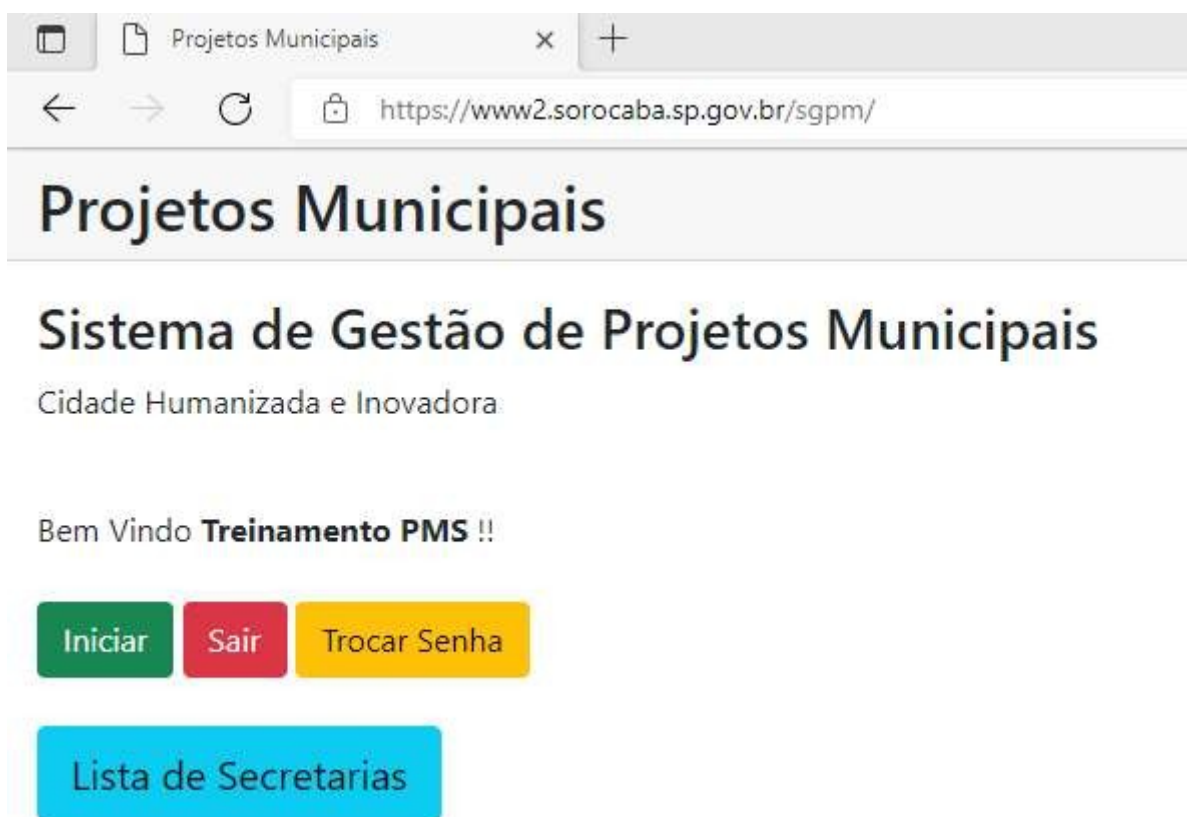 Projetos Municipais
https://www2.sorocaba.sp.gov.br/sgpm/
Projetos Municipais
Sistema de Gestão de Projetos Municipais
Cidade Humanizada e Inovadora
Bem Vindo Treinamento PMS !!
Iniciar Sair Trocar Senha
Lista de Secretarias